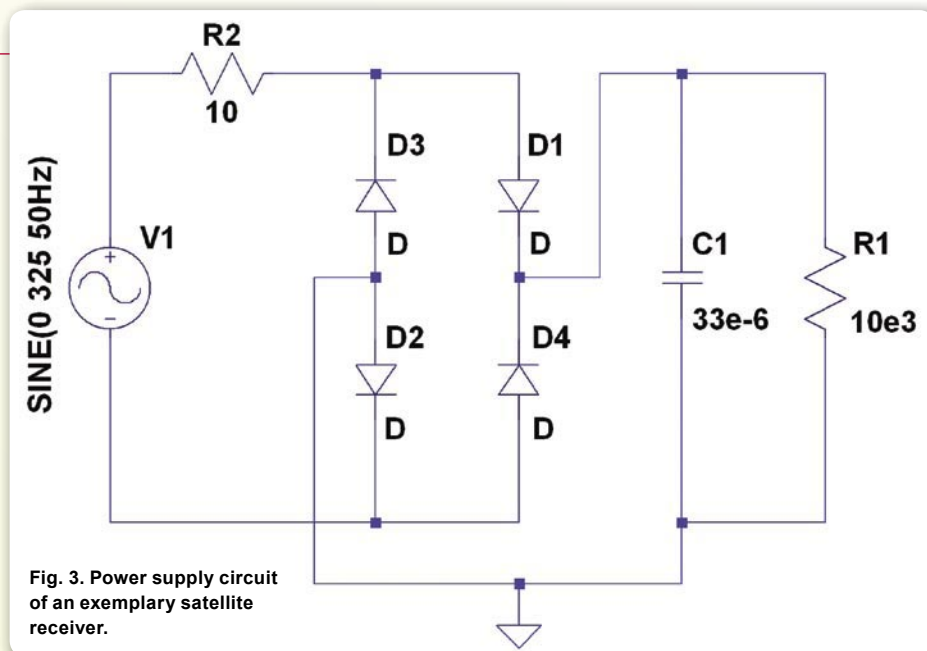 R2
10
SINE(0 325 50Hz)
V1
D3
D
D1
D
D2
D
D4
D
C1
33e-6
R1
10e3
+
–
Fig. 3. Power supply circuit
of an exemplary satellite
receiver.